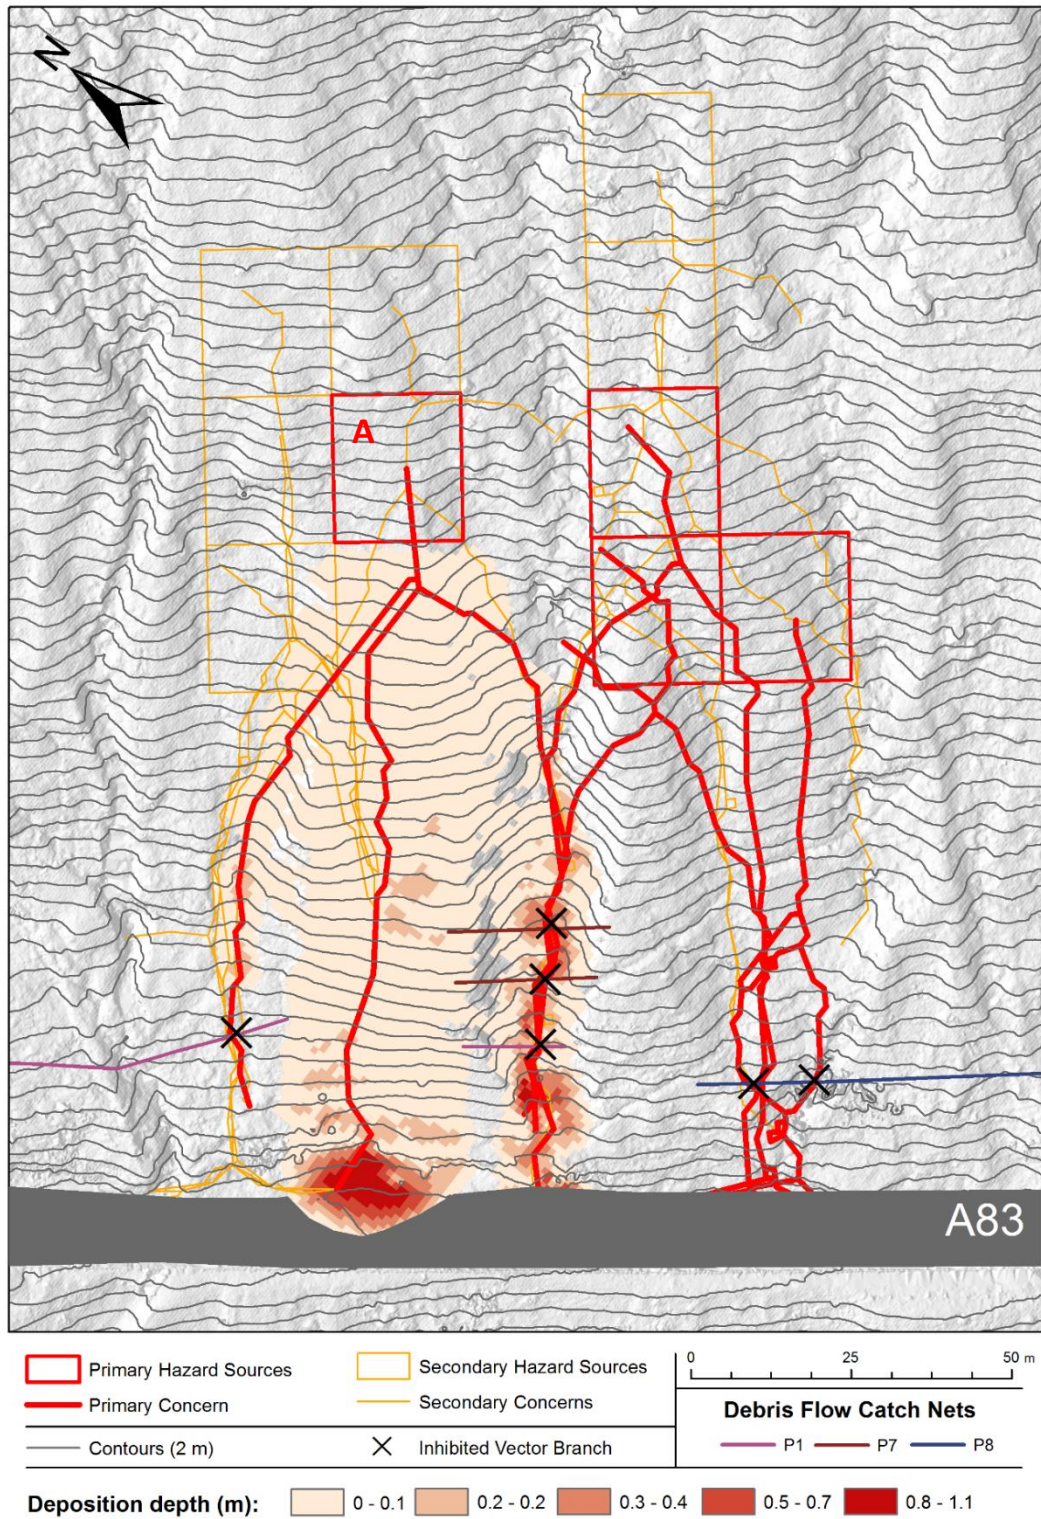 N
A
A83
Primary Hazard Sources
Secondary Hazard Sources
0 25 50 m
Primary Concern
Secondary Concerns
Debris Flow Catch Nets
Contours (2 m)
Inhibited Vector Branch
P1 P7 P8
Deposition depth (m): 0 - 0.1 0.2 - 0.2 0.3 - 0.4 0.5 - 0.7 0.8 - 1.1